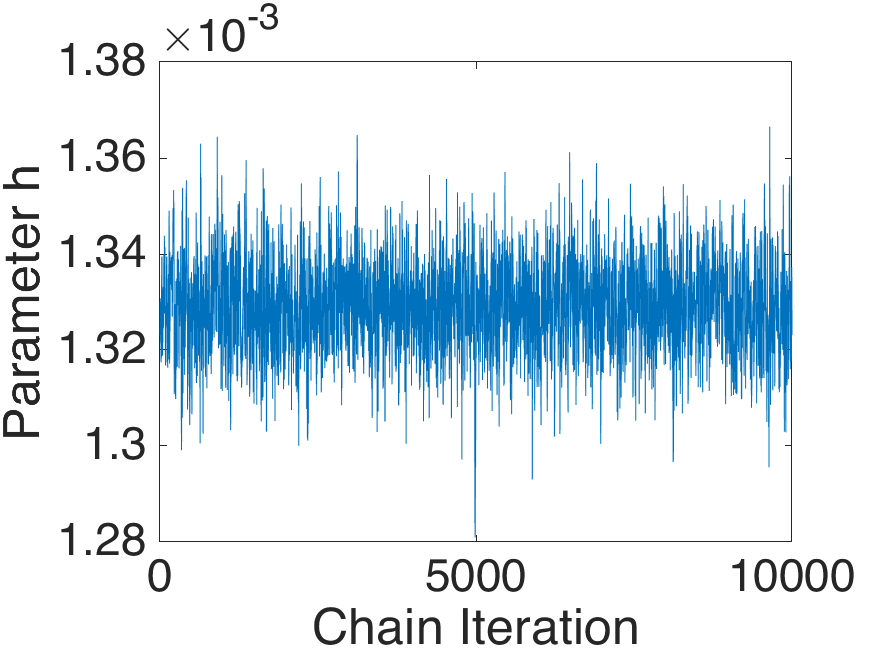 ×10-3
1.38
1.36
1.34
1.32
1.3
1.28
Parameter h
0 5000 10000
Chain Iteration